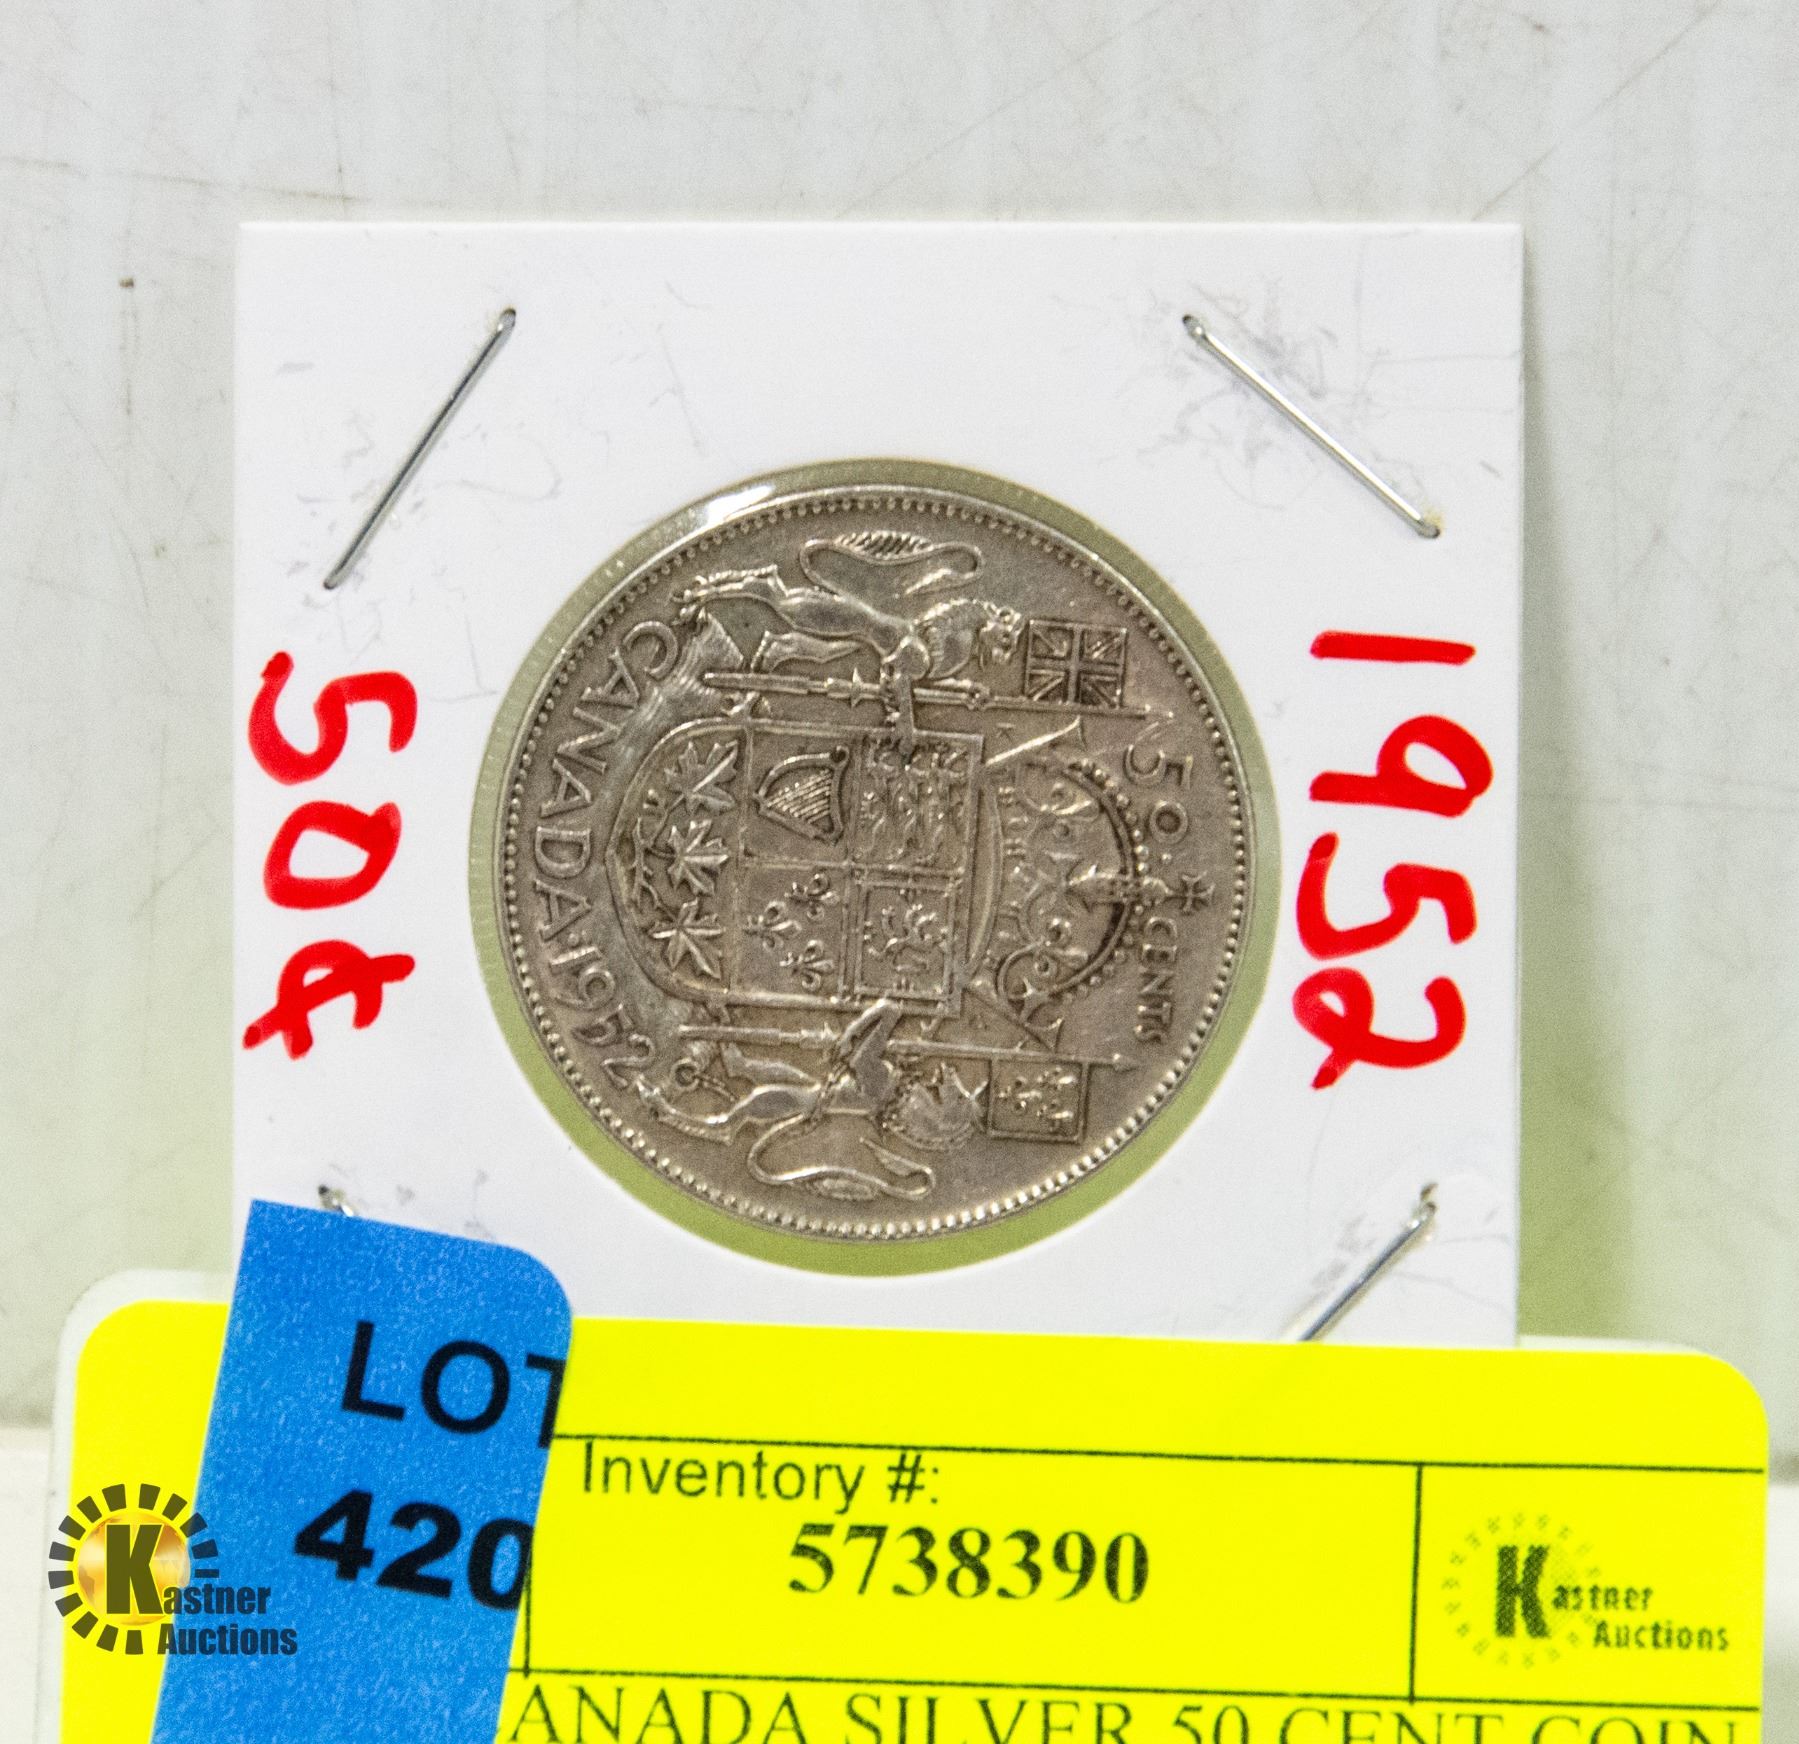 50¢
1952
50 · CENTS
CANADA · 1952
LOT
420
Inventory #:
5738390
Kastner
Auctions
ANADA SILVER 50 CENT COIN
Kastner
Auctions